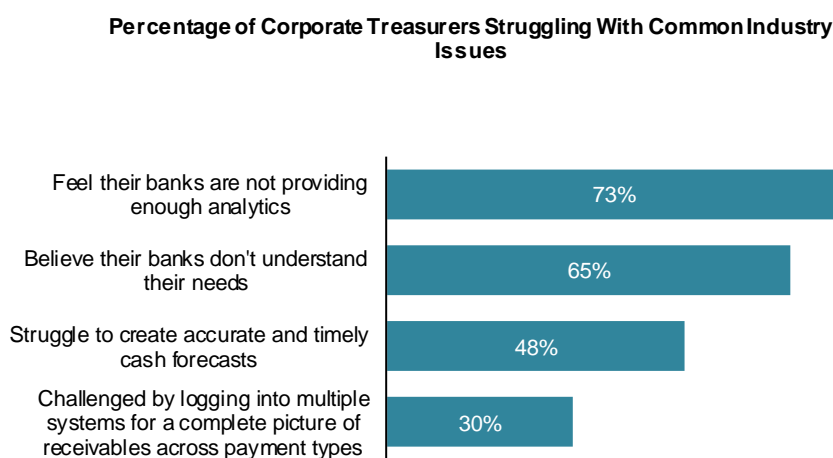 Percentage of Corporate Treasurers Struggling With Common Industry
Issues
Feel their banks are not providing
enough analytics
73%
Believe their banks don't understand
their needs
65%
Struggle to create accurate and timely
cash forecasts
48%
Challenged by logging into multiple
systems for a complete picture of
receivables across payment types
30%